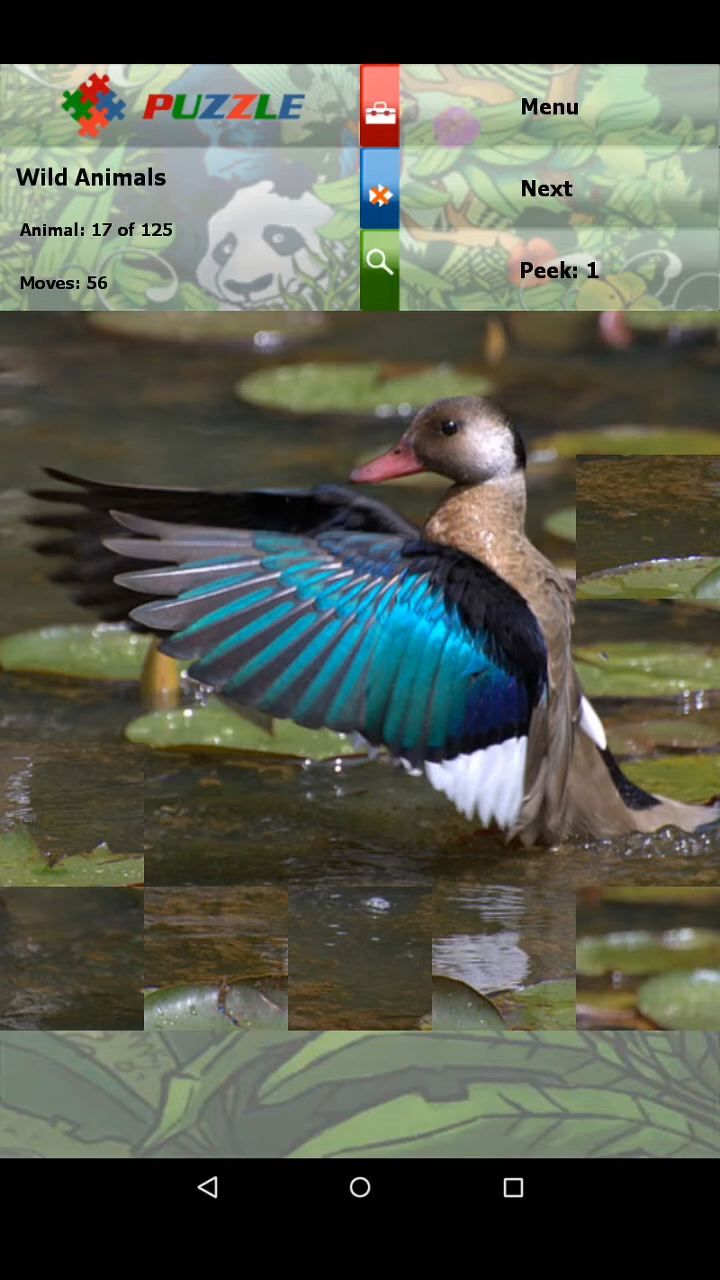 PUZZLE
Menu
Wild Animals
Next
Animal: 17 of 125
Peek: 1
Moves: 56